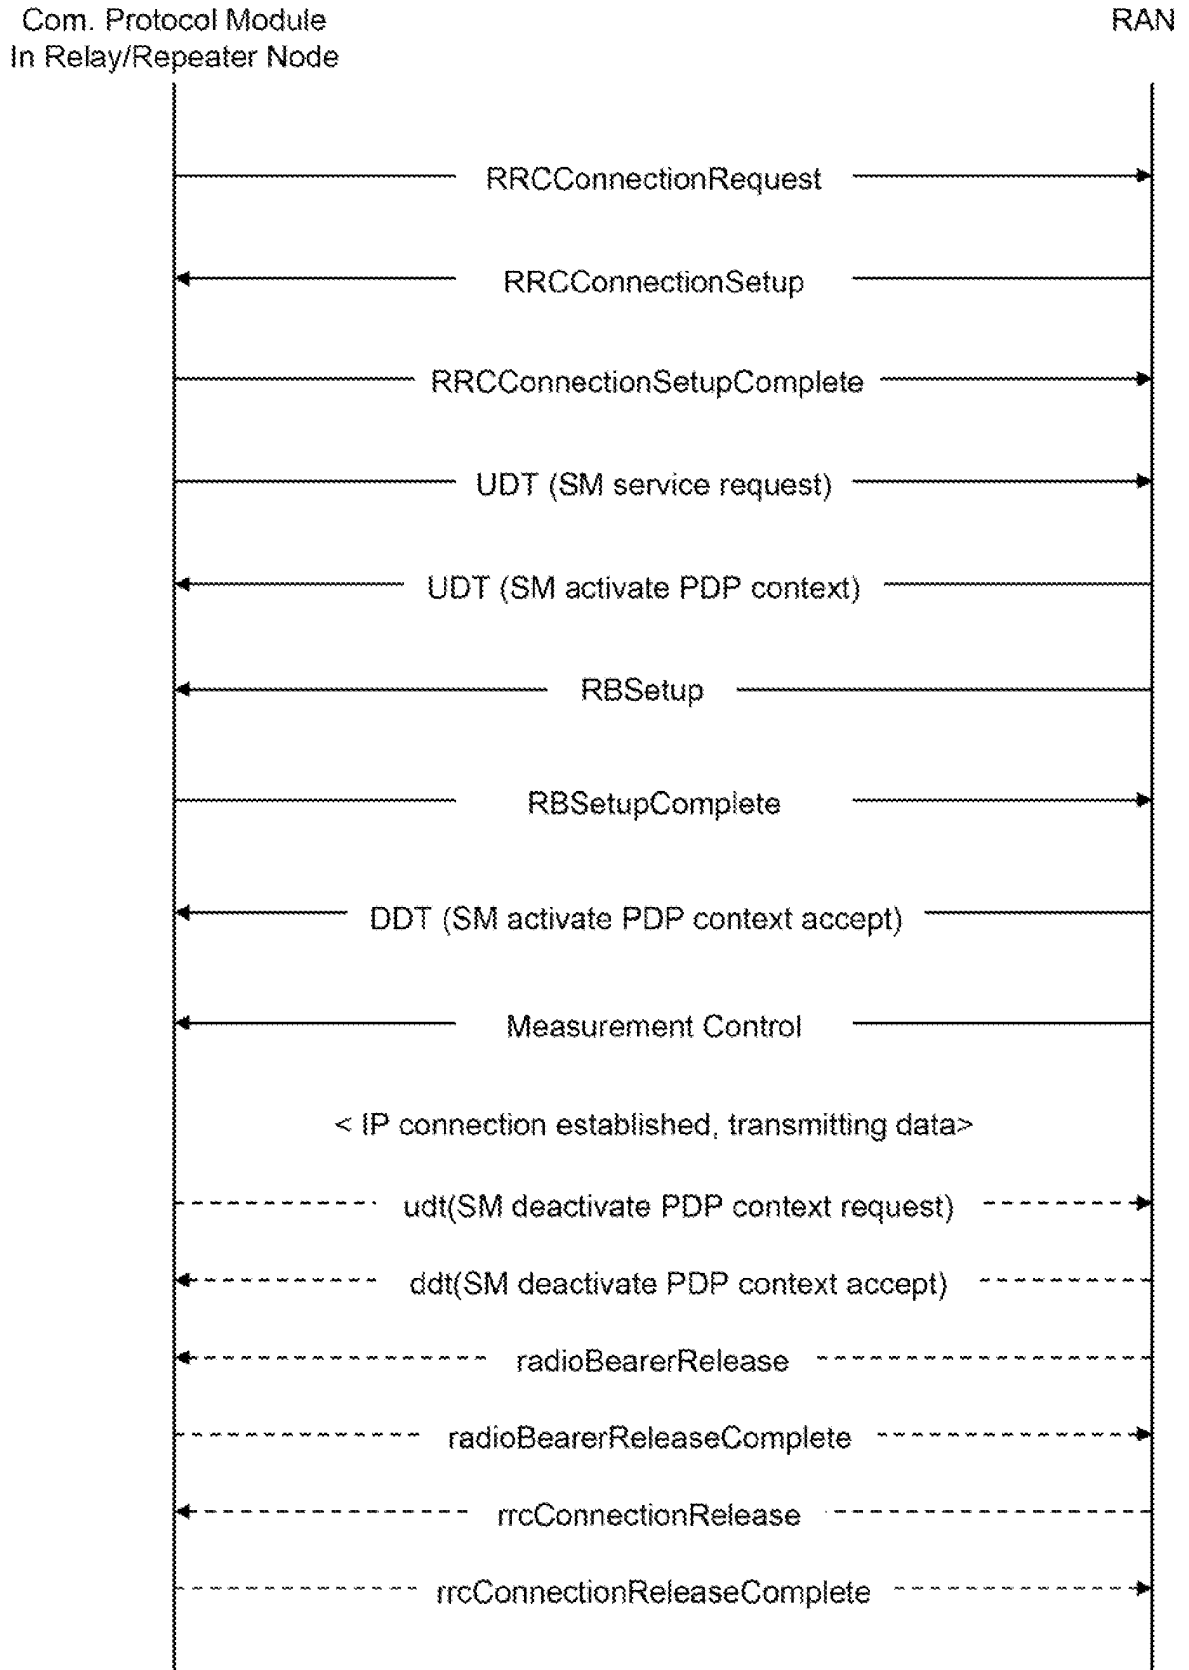 Com. Protocol Module
In Relay/Repeater Node
RAN
RRCConnectionRequest
RRCConnectionSetup
RRCConnectionSetupComplete
UDT (SM service request)
UDT (SM activate PDP context)
RBSetup
RBSetupComplete
DDT (SM activate PDP context accept)
Measurement Control
< IP connection established, transmitting data>
udt(SM deactivate PDP context request)
ddt(SM deactivate PDP context accept)
radioBearerRelease
radioBearerReleaseComplete
rrcConnectionRelease
rrcConnectionReleaseComplete